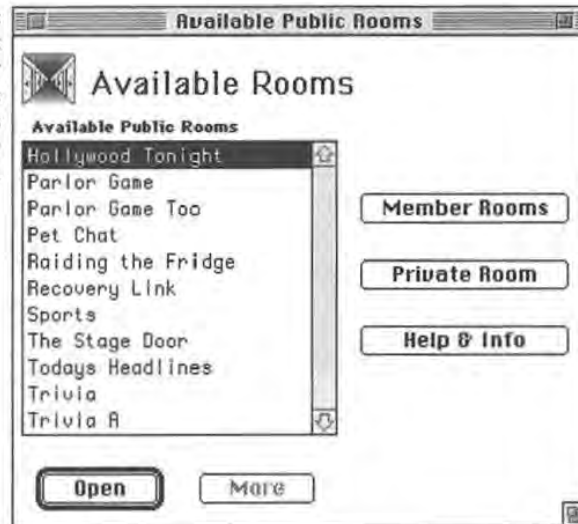 Available Public Rooms
Available Rooms
Available Public Rooms
Hollywood Tonight
Parlor Game
Parlor Game Too
Pet Chat
Raiding the Fridge
Recovery Link
Sports
The Stage Door
Todays Headlines
Trivia
Trivia A
Member Rooms
Private Room
Help & Info
Open
More